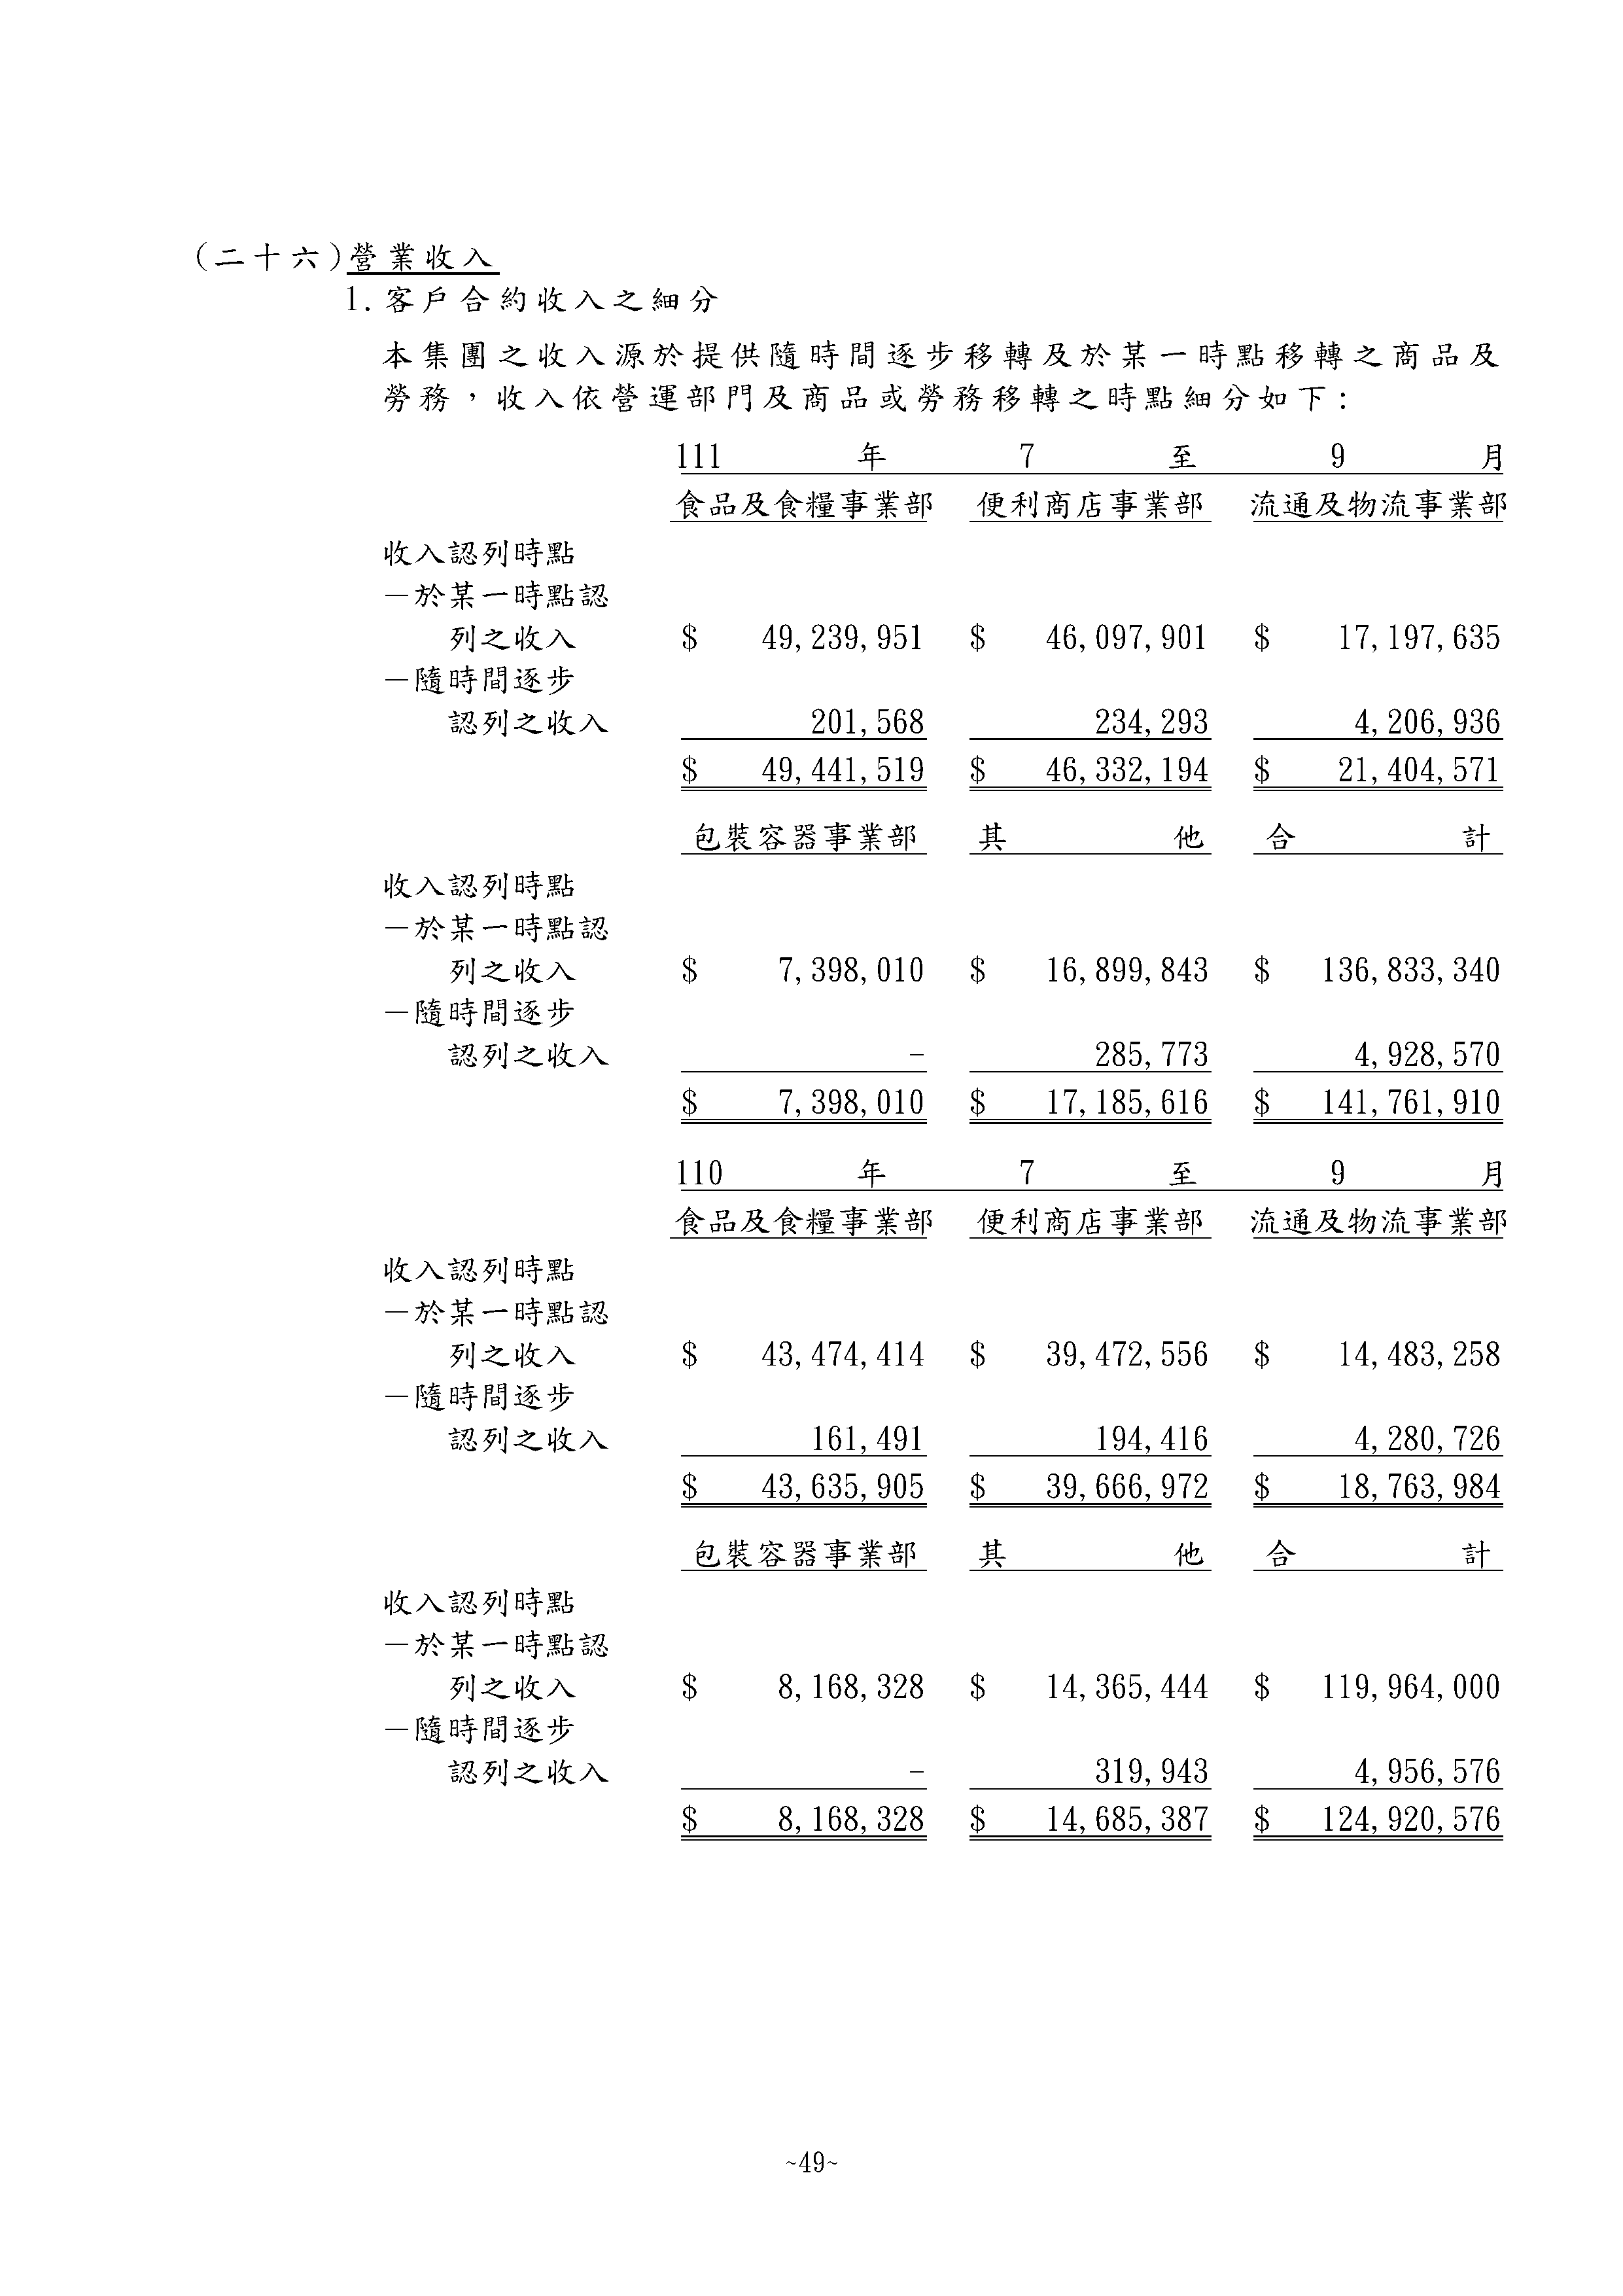 (二十六)營業收入
1.客戶合約收入之細分
本集團之收入源於提供隨時間逐步移轉及於某一時點移轉之商品及
勞務，收入依營運部門及商品或勞務移轉之時點細分如下：
111 年 7 至 9 月
食品及食糧事業部 便利商店事業部 流通及物流事業部
收入認列時點
－於某一時點認
列之收入 $ 49,239,951 $ 46,097,901 $ 17,197,635
－隨時間逐步
認列之收入 201,568 234,293 4,206,936
$ 49,441,519 $ 46,332,194 $ 21,404,571
包裝容器事業部 其 他 合 計
收入認列時點
－於某一時點認
列之收入 $ 7,398,010 $ 16,899,843 $ 136,833,340
－隨時間逐步
認列之收入 - 285,773 4,928,570
$ 7,398,010 $ 17,185,616 $ 141,761,910
110 年 7 至 9 月
食品及食糧事業部 便利商店事業部 流通及物流事業部
收入認列時點
－於某一時點認
列之收入 $ 43,474,414 $ 39,472,556 $ 14,483,258
－隨時間逐步
認列之收入 161,491 194,416 4,280,726
$ 43,635,905 $ 39,666,972 $ 18,763,984
包裝容器事業部 其 他 合 計
收入認列時點
－於某一時點認
列之收入 $ 8,168,328 $ 14,365,444 $ 119,964,000
－隨時間逐步
認列之收入 - 319,943 4,956,576
$ 8,168,328 $ 14,685,387 $ 124,920,576
~49~